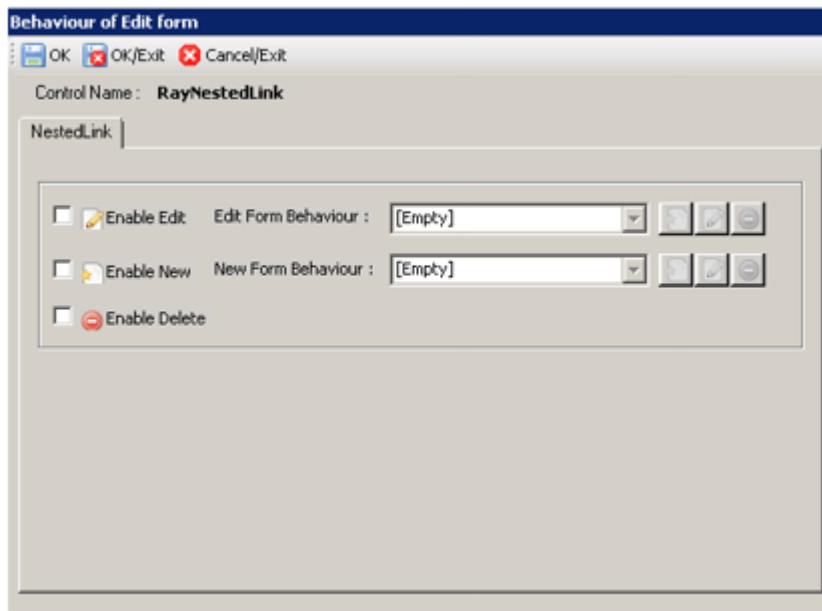 Behaviour of Edit form
OK OK/Exit Cancel/Exit
Control Name : RayNestedLink
NestedLink
Enable Edit Edit Form Behaviour : [Empty]
Enable New New Form Behaviour : [Empty]
Enable Delete